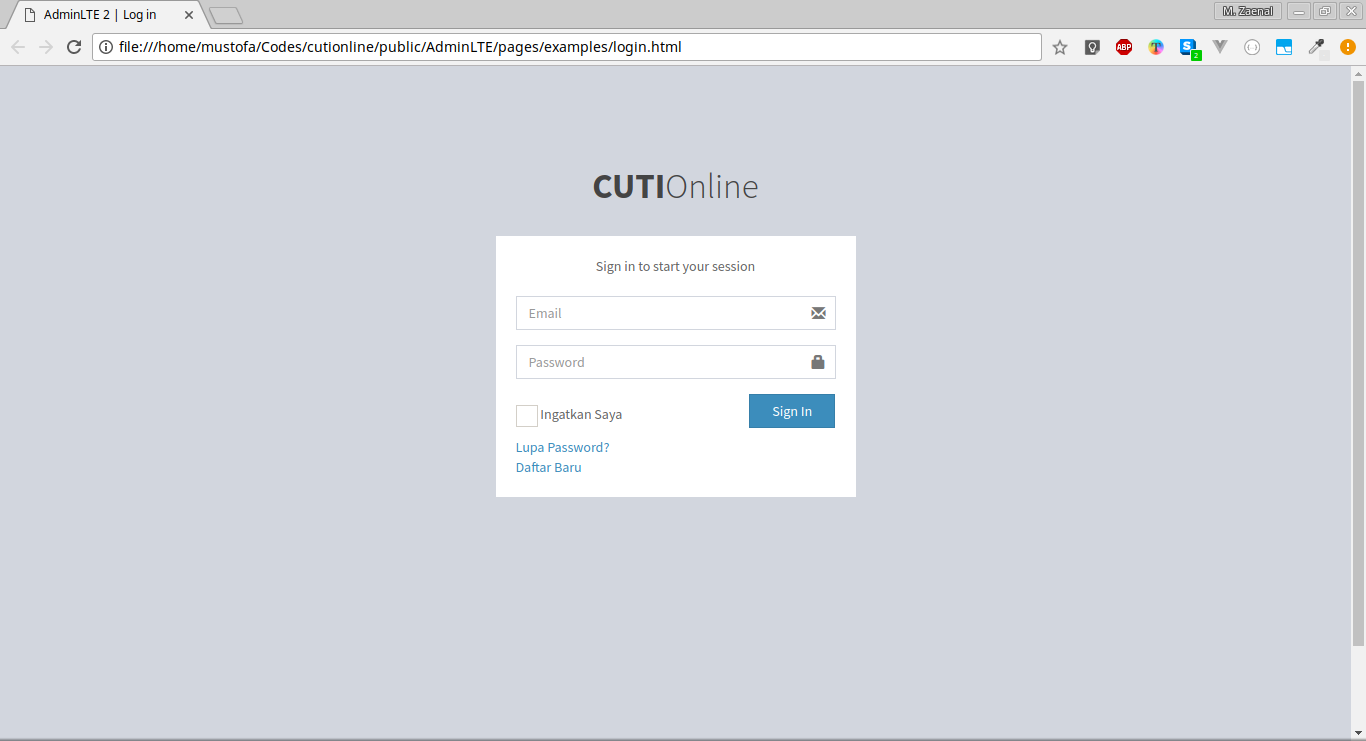 AdminLTE 2 | Log in
M. Zaenal
file:///home/mustofa/Codes/cutionline/public/AdminLTE/pages/examples/login.html
ABP
T
S
2
CUTIOnline
Sign in to start your session
Email
Password
Ingatkan Saya
Sign In
Lupa Password?
Daftar Baru